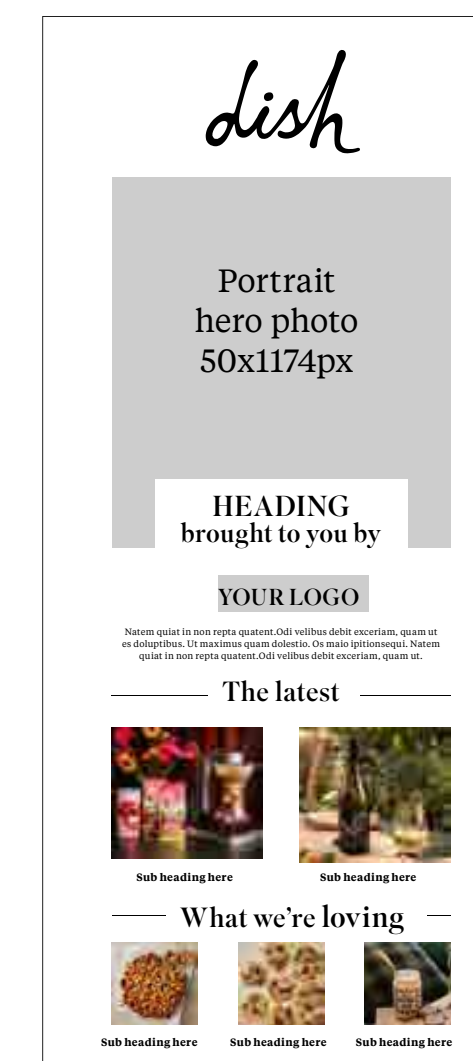 dish
Portrait
hero photo
50x1174px
HEADING
brought to you by
YOUR LOGO
Natem quiat in non repta quatent.Odi velibus debit exceriam, quam ut
es doluptibus. Ut maximus quam dolestio. Os maio ipitionsequi. Natem
quiat in non repta quatent.Odi velibus debit exceriam, quam ut.
The latest
Sub heading here
Sub heading here
What we’re loving
Sub heading here
Sub heading here
Sub heading here